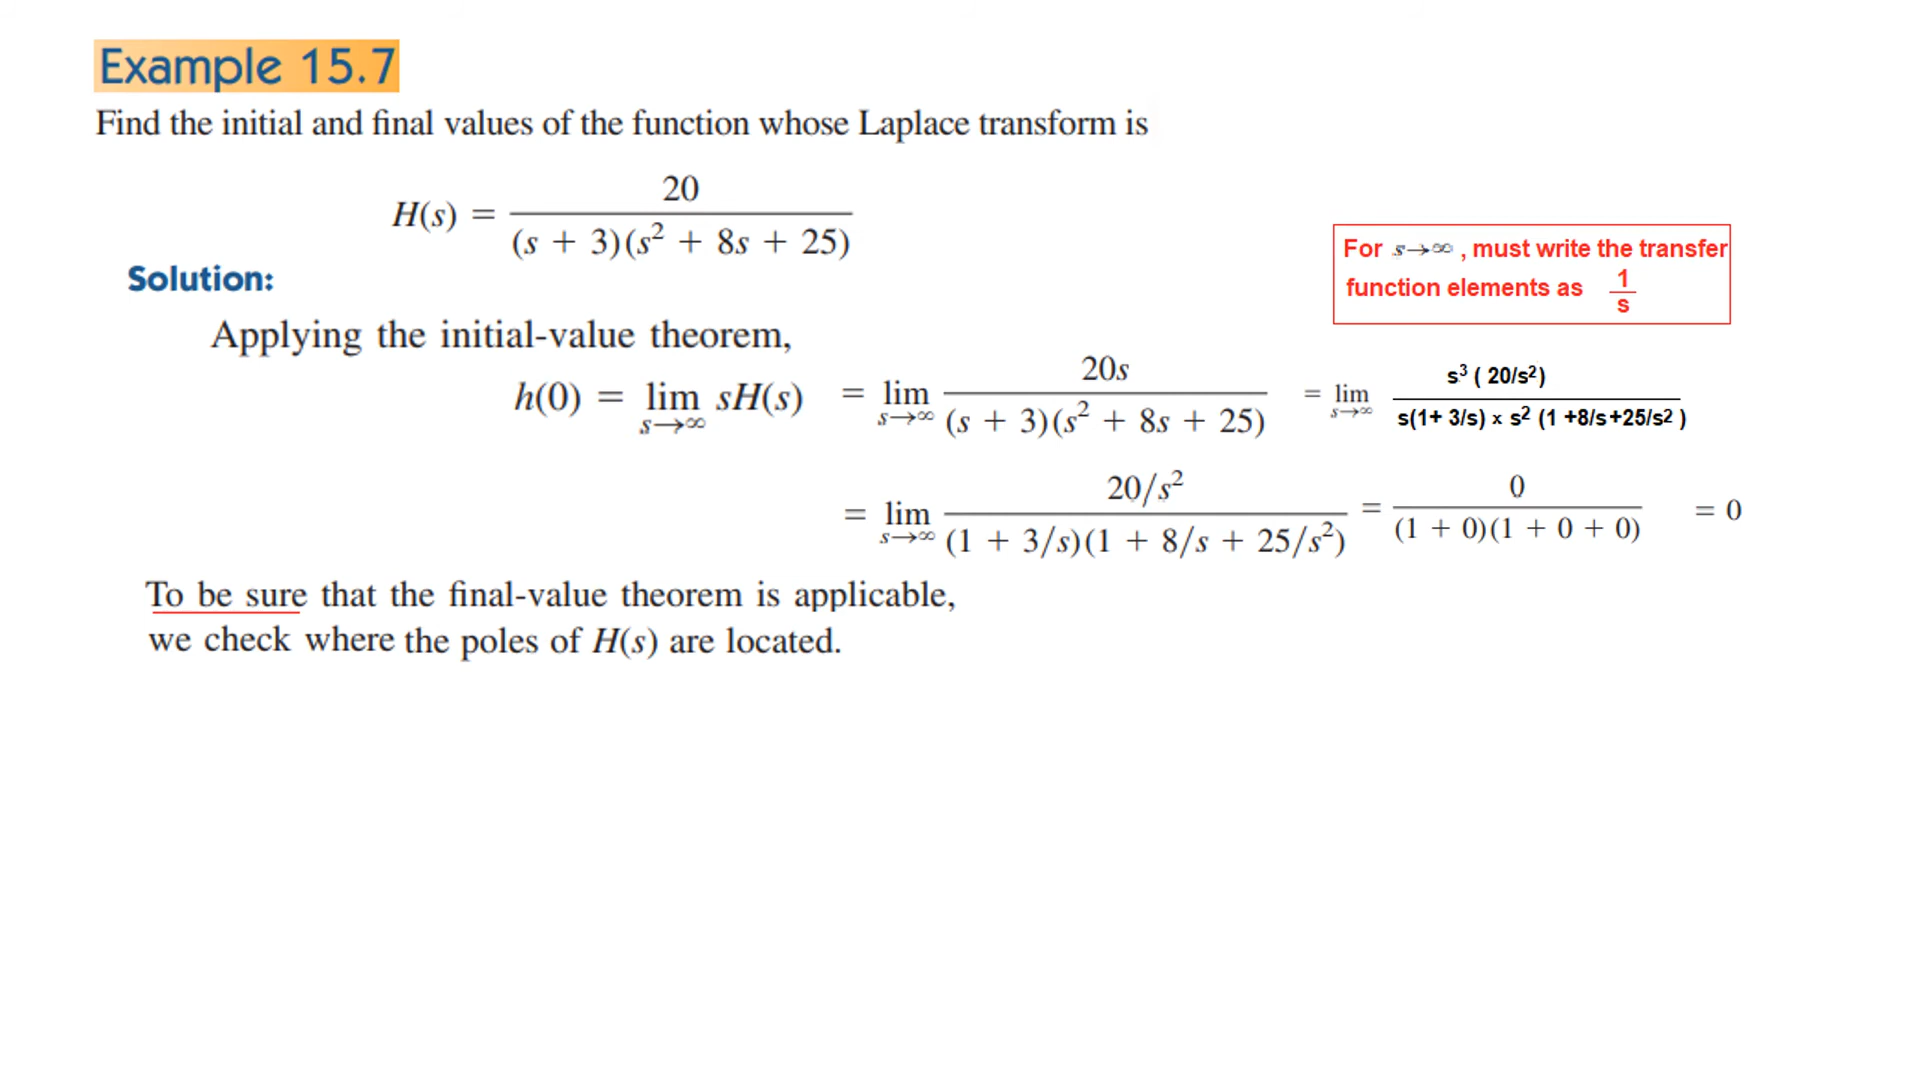 Example 15.7
Find the initial and final values of the function whose Laplace transform is
H(s) = 20 / (s + 3)(s² + 8s + 25)
Solution:
For s→∞ , must write the transfer
function elements as 1/s
Applying the initial-value theorem,
h(0) = lim s→∞ sH(s) = lim s→∞ 20s / (s + 3)(s² + 8s + 25) = lim s→∞ s³ ( 20/s²) / s(1+ 3/s) x s² (1 +8/s+25/s² )
= lim s→∞ 20/s² / (1 + 3/s)(1 + 8/s + 25/s²) = 0 / (1 + 0)(1 + 0 + 0) = 0
To be sure that the final-value theorem is applicable,
we check where the poles of H(s) are located.